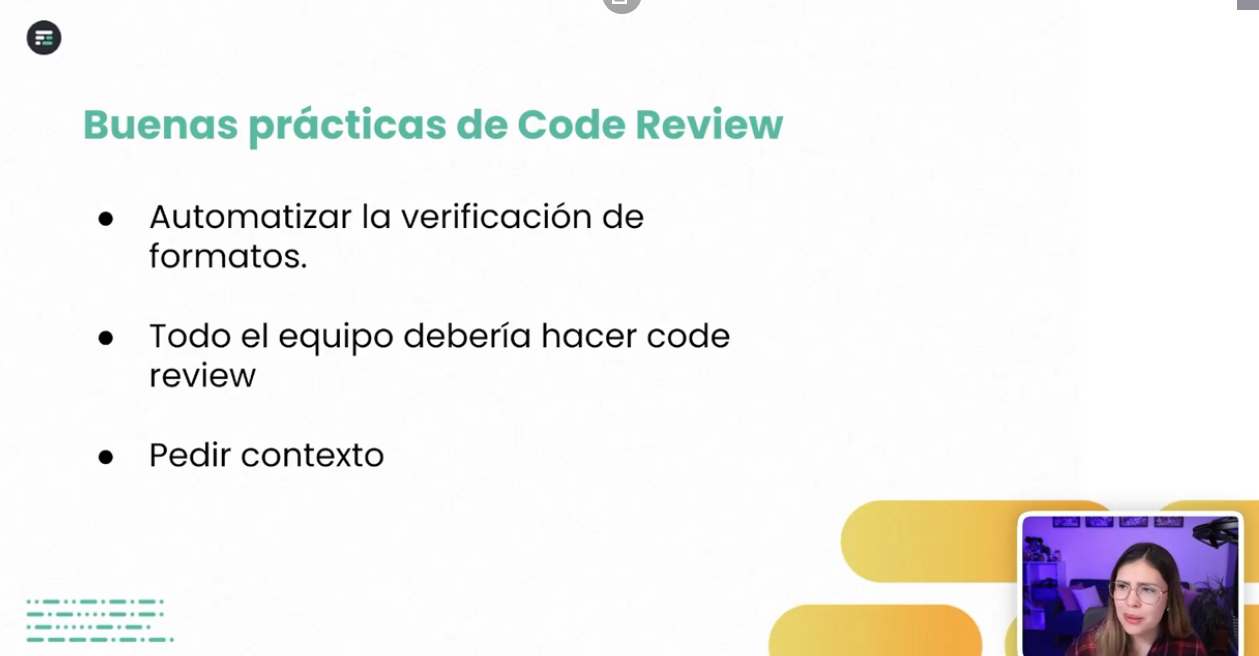 Buenas prácticas de Code Review
● Automatizar la verificación de
formatos.
● Todo el equipo debería hacer code
review
● Pedir contexto